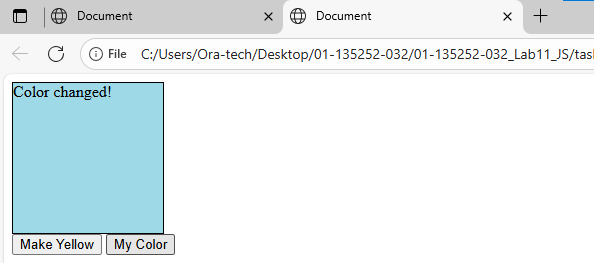 Document
Document
File
C:/Users/Ora-tech/Desktop/01-135252-032/01-135252-032_Lab11_JS/tas
Color changed!
Make Yellow
My Color